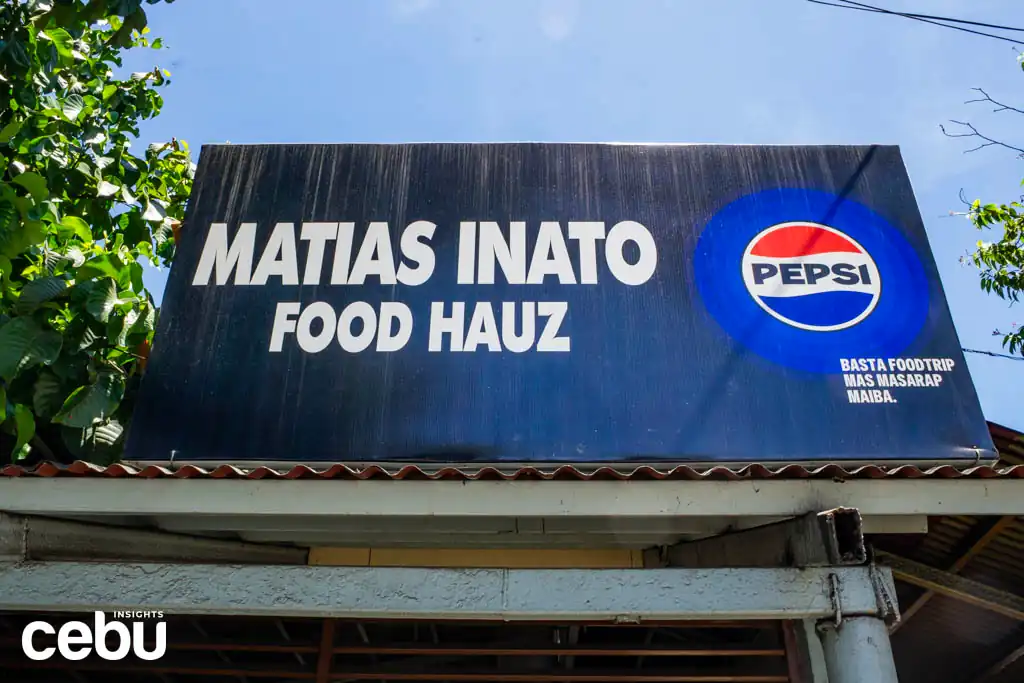 MATIAS INATO
FOOD HAUZ
PEPSI
BASTA FOODTRIP
MAS MASARAP
MAIBA.
INSIGHTS
cebu